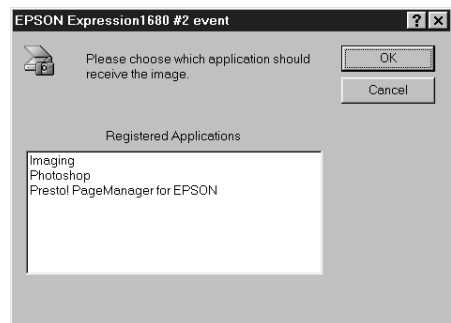 EPSON Expression1680 #2 event
Please choose which application should
receive the image.
OK
Cancel
Registered Applications
Imaging
Photoshop
Presto! PageManager for EPSON